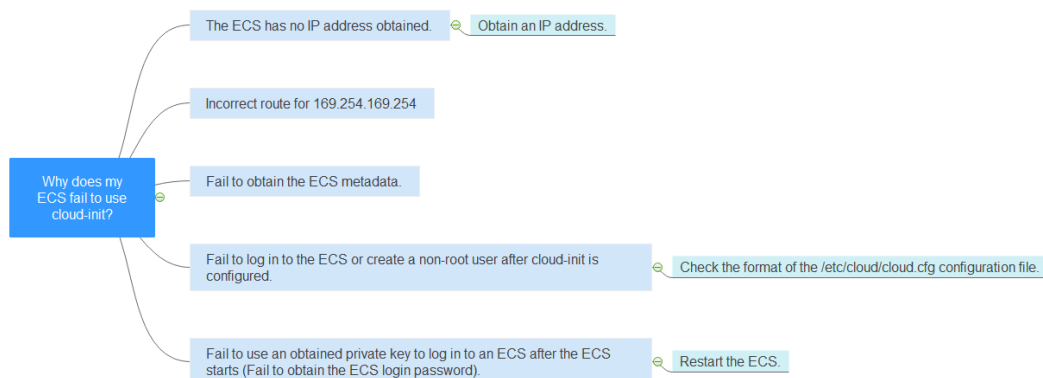 The ECS has no IP address obtained.
Obtain an IP address.
Incorrect route for 169.254.169.254
Why does my
ECS fail to use
cloud-init?
Fail to obtain the ECS metadata.
Fail to log in to the ECS or create a non-root user after cloud-init is
configured.
Check the format of the /etc/cloud/cloud.cfg configuration file.
Fail to use an obtained private key to log in to an ECS after the ECS
starts (Fail to obtain the ECS login password).
Restart the ECS.